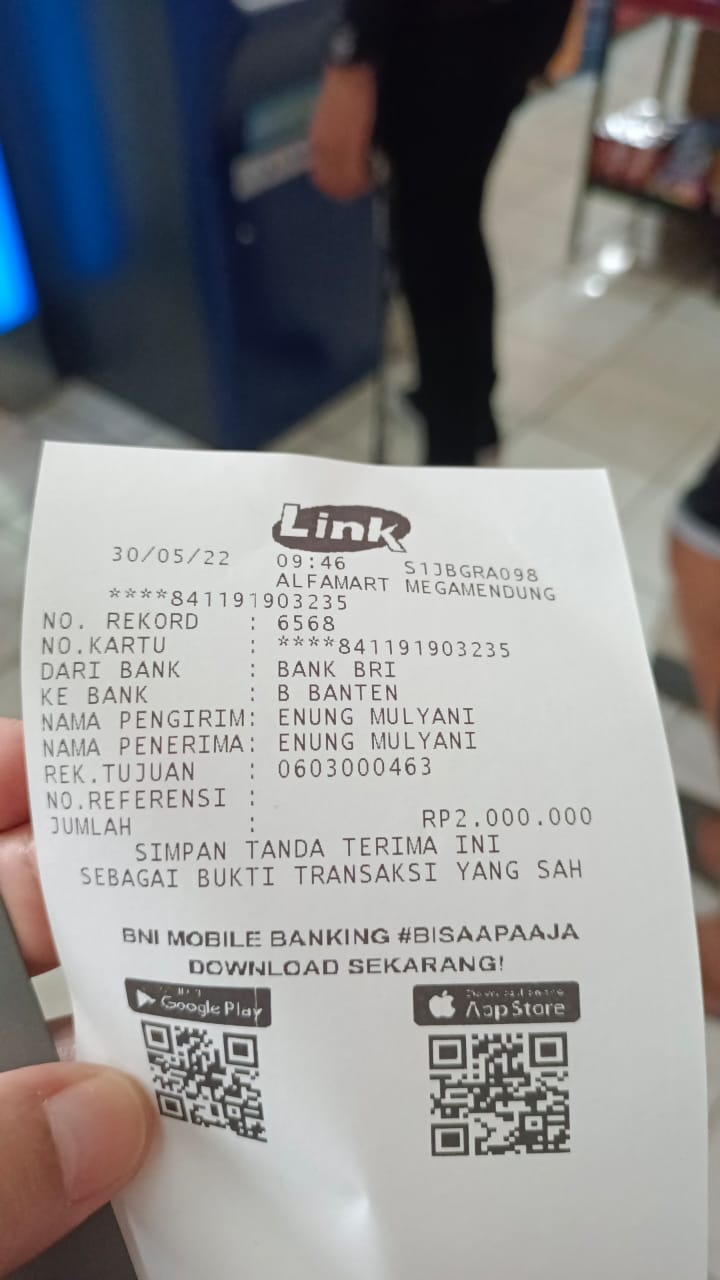 Link
30/05/22 09:46 S1JBGRA098
ALFAMART MEGAMENDUNG
****841191903235
NO. REKORD : 6568
NO.KARTU : ****841191903235
DARI BANK : BANK BRI
KE BANK : B BANTEN
NAMA PENGIRIM: ENUNG MULYANI
NAMA PENERIMA: ENUNG MULYANI
REK.TUJUAN : 0603000463
NO.REFERENSI :
JUMLAH : RP2.000.000
SIMPAN TANDA TERIMA INI
SEBAGAI BUKTI TRANSAKSI YANG SAH
BNI MOBILE BANKING #BISAAPAAJA
DOWNLOAD SEKARANG!
Google Play
App Store